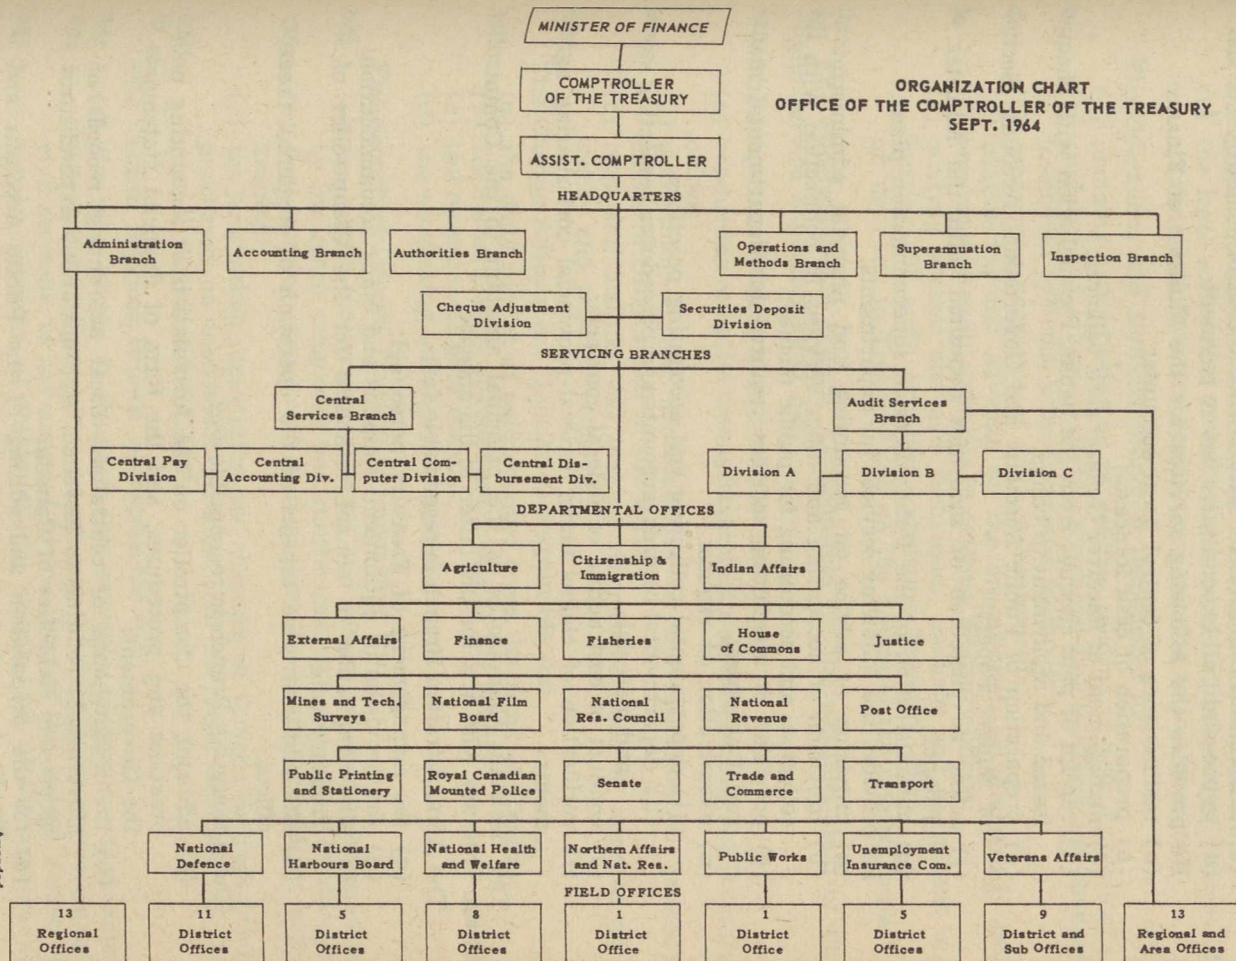 MINISTER OF FINANCE
COMPTROLLER
OF THE TREASURY
ORGANIZATION CHART
OFFICE OF THE COMPTROLLER OF THE TREASURY
SEPT. 1964
ASSIST. COMPTROLLER
HEADQUARTERS
Administration
Branch
Accounting Branch
Authorities Branch
Operations and
Methods Branch
Superannuation
Branch
Inspection Branch
Cheque Adjustment
Division
Securities Deposit
Division
SERVICING BRANCHES
Central
Services Branch
Audit Services
Branch
Central Pay
Division
Central
Accounting Div.
Central Com-
puter Division
Central Dis-
bursement Div.
Division A
Division B
Division C
DEPARTMENTAL OFFICES
Agriculture
Citizenship &
Immigration
Indian Affairs
External Affairs
Finance
Fisheries
House
of Commons
Justice
Mines and Tech.
Surveys
National Film
Board
National
Res. Council
National
Revenue
Post Office
Public Printing
and Stationery
Royal Canadian
Mounted Police
Senate
Trade and
Commerce
Transport
National
Defence
National
Harbours Board
National Health
and Welfare
Northern Affairs
and Nat. Res.
Public Works
Unemployment
Insurance Com.
Veterans Affairs
FIELD OFFICES
13
Regional
Offices
11
District
Offices
5
District
Offices
8
District
Offices
1
District
Office
1
District
Office
5
District
Offices
9
District and
Sub Offices
13
Regional and
Area Offices